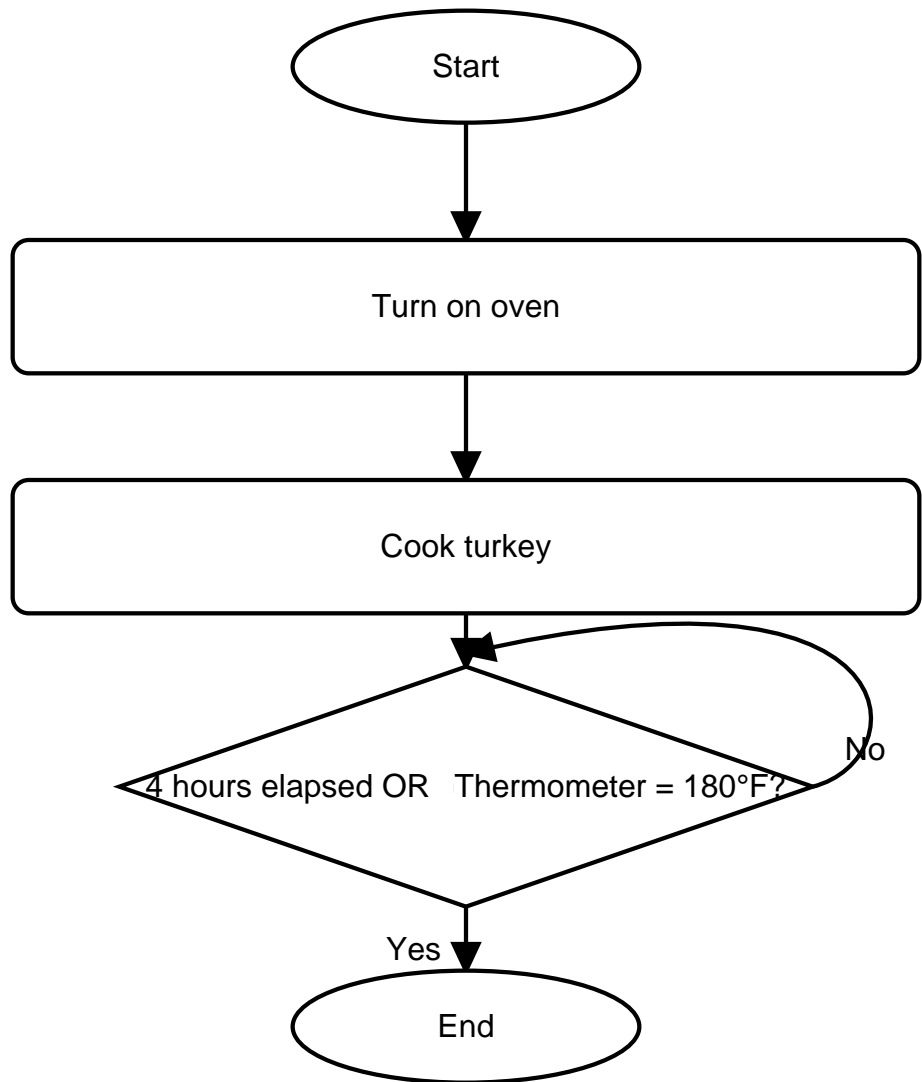 Start
Turn on oven
Cook turkey
No
4 hours elapsed OR Thermometer = 180°F?
Yes
End